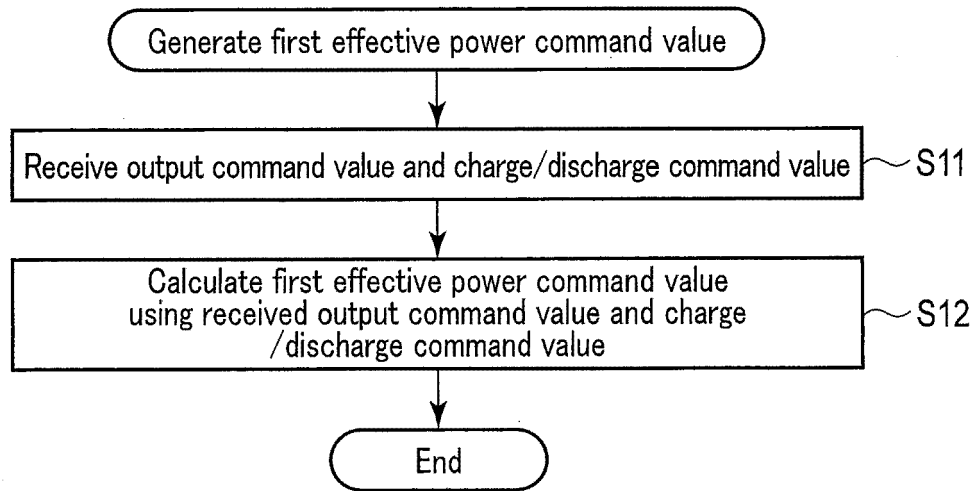 Generate first effective power command value
Receive output command value and charge/discharge command value
S11
Calculate first effective power command value
using received output command value and charge
/discharge command value
S12
End